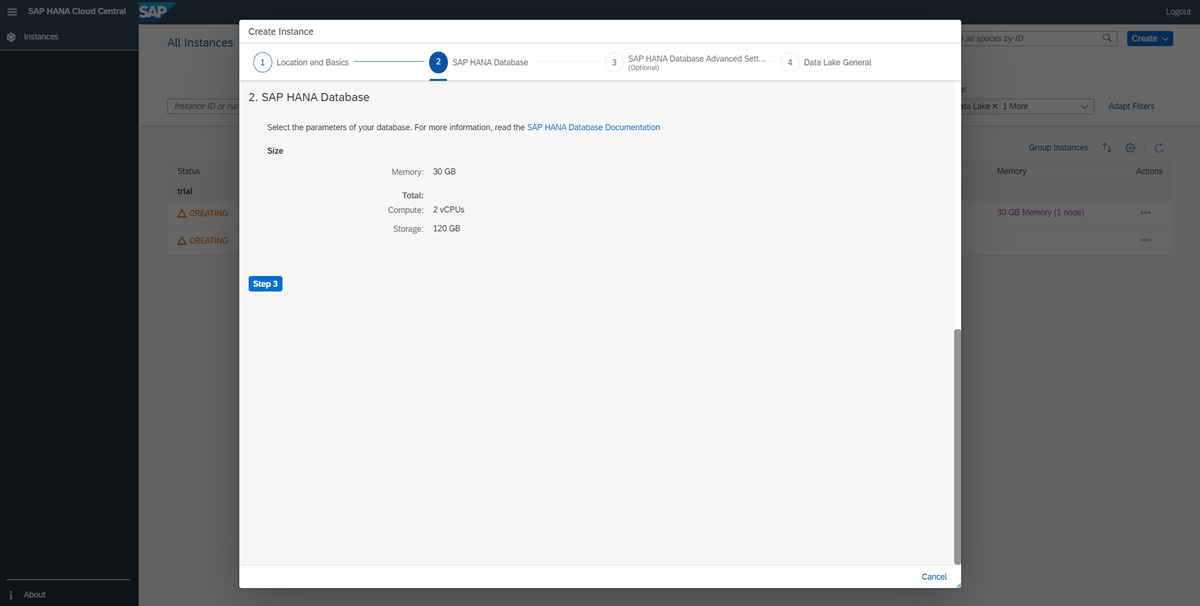 SAP HANA Cloud Central
SAP
Logout
Instances
All Instances
all spaces by ID
Create
Instance ID or nam
ata Lake × 1 More
Adapt Filters
Group Instances
Status
Memory
Actions
trial
CREATING
30 GB Memory (1 node)
CREATING
Create Instance
1 Location and Basics
2 SAP HANA Database
3 SAP HANA Database Advanced Sett...
(Optional)
4 Data Lake General
2. SAP HANA Database
Select the parameters of your database. For more information, read the SAP HANA Database Documentation
Size
Memory: 30 GB
Total:
Compute: 2 vCPUs
Storage: 120 GB
Step 3
Cancel
About